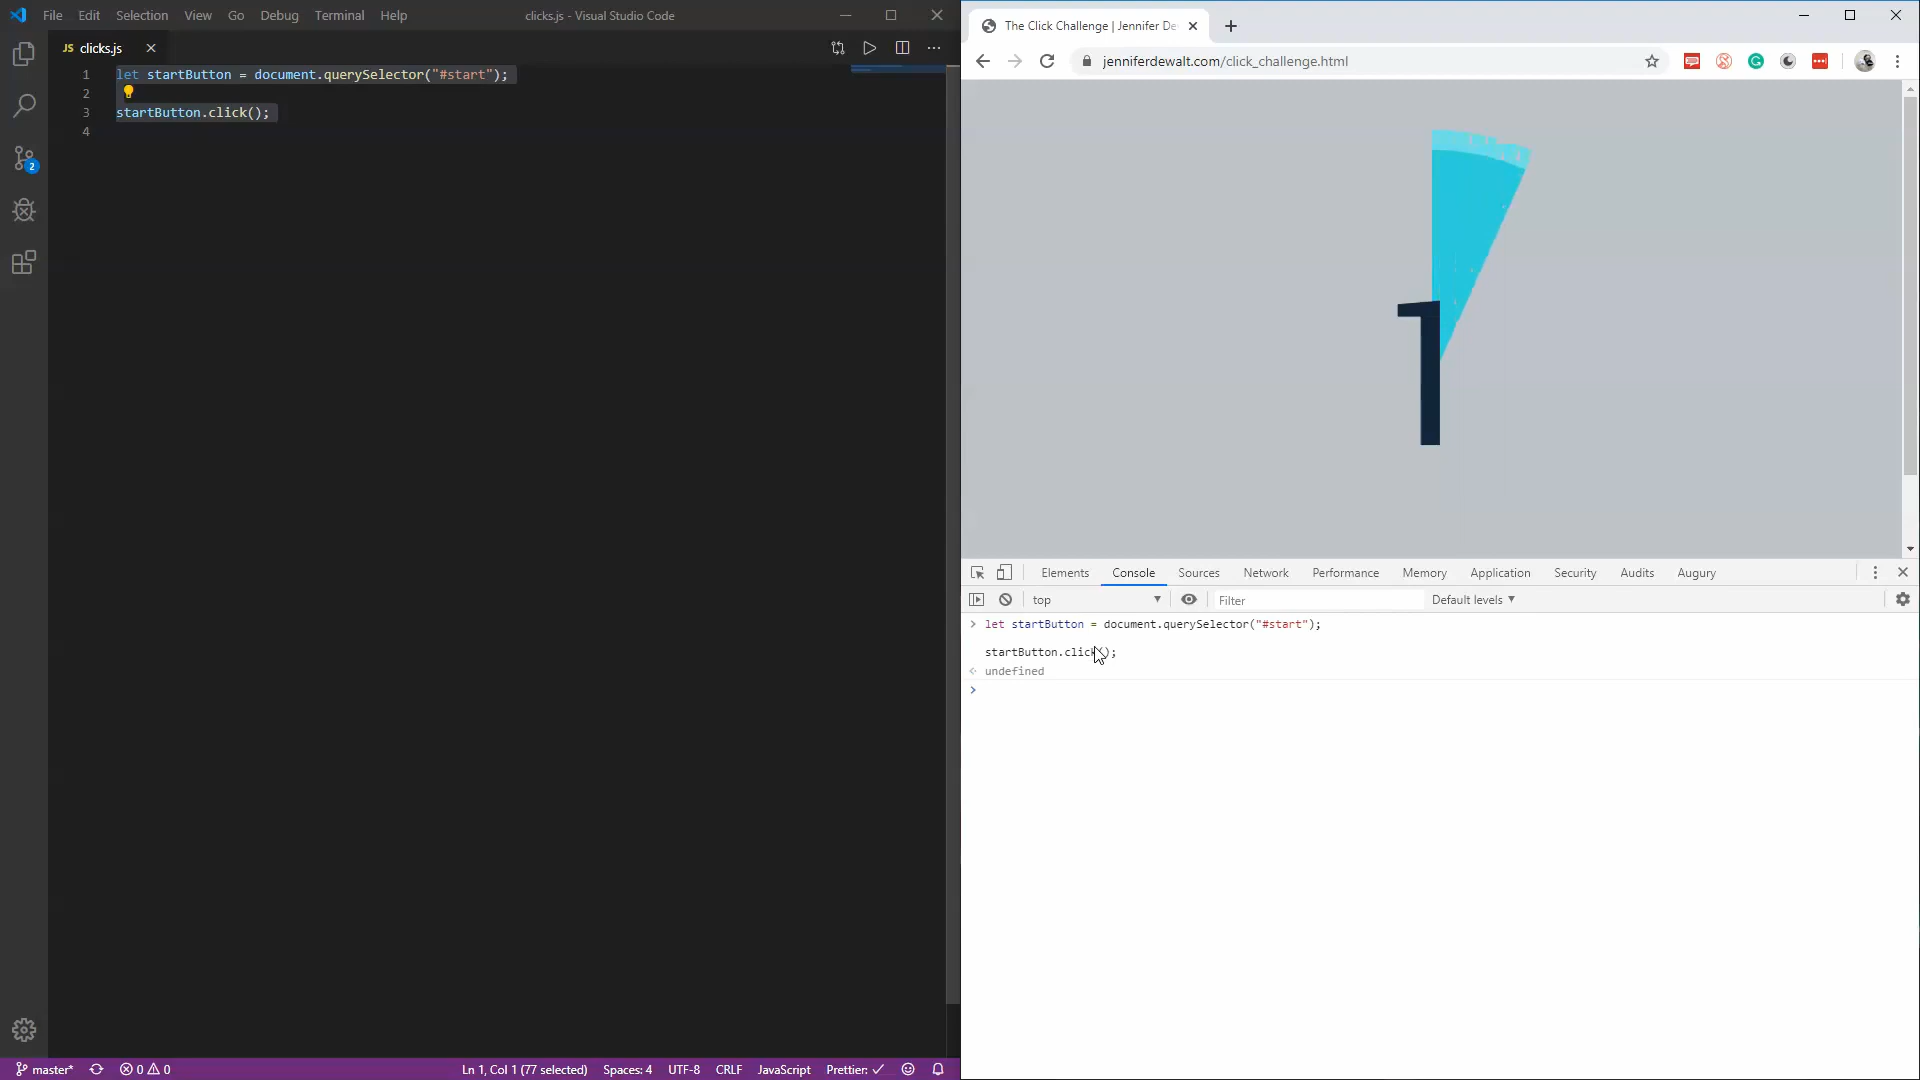 File Edit Selection View Go Debug Terminal Help
clicks.js - Visual Studio Code
JS clicks.js
1 let startButton = document.querySelector("#start");
2
3 startButton.click();
4
2
master*
0 0
Ln 1, Col 1 (77 selected) Spaces: 4 UTF-8 CRLF JavaScript Prettier: ✓
The Click Challenge | Jennifer De
jenniferdewalt.com/click_challenge.html
1
Elements Console Sources Network Performance Memory Application Security Audits Augury
top Filter Default levels
let startButton = document.querySelector("#start");
startButton.click();
undefined